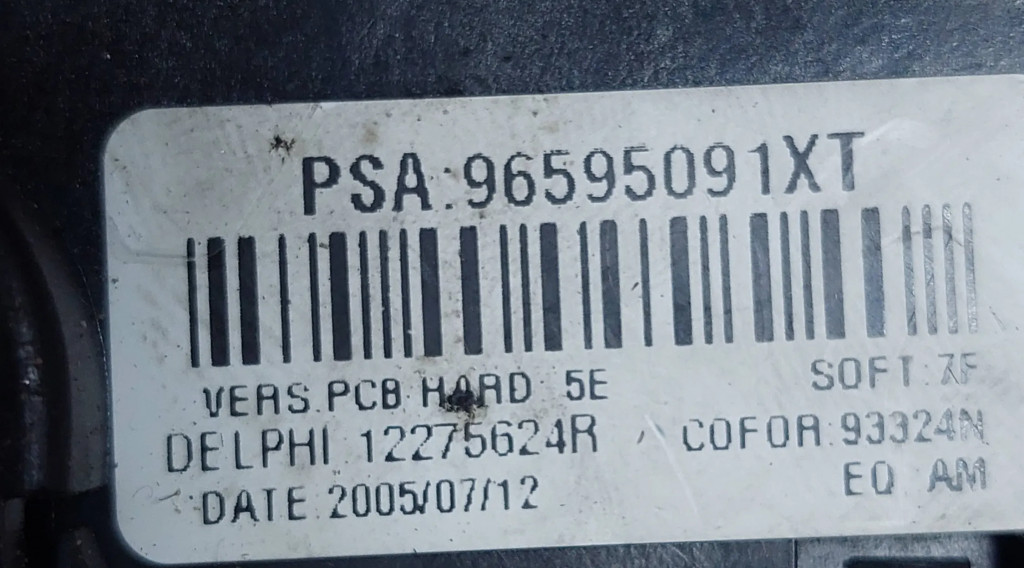 PSA:96595091XT
VERS.PCB:HARD 5E SOFT:7F
DELPHI 12275624R COFOR:93324N
DATE 2005/07/12 EQ AM